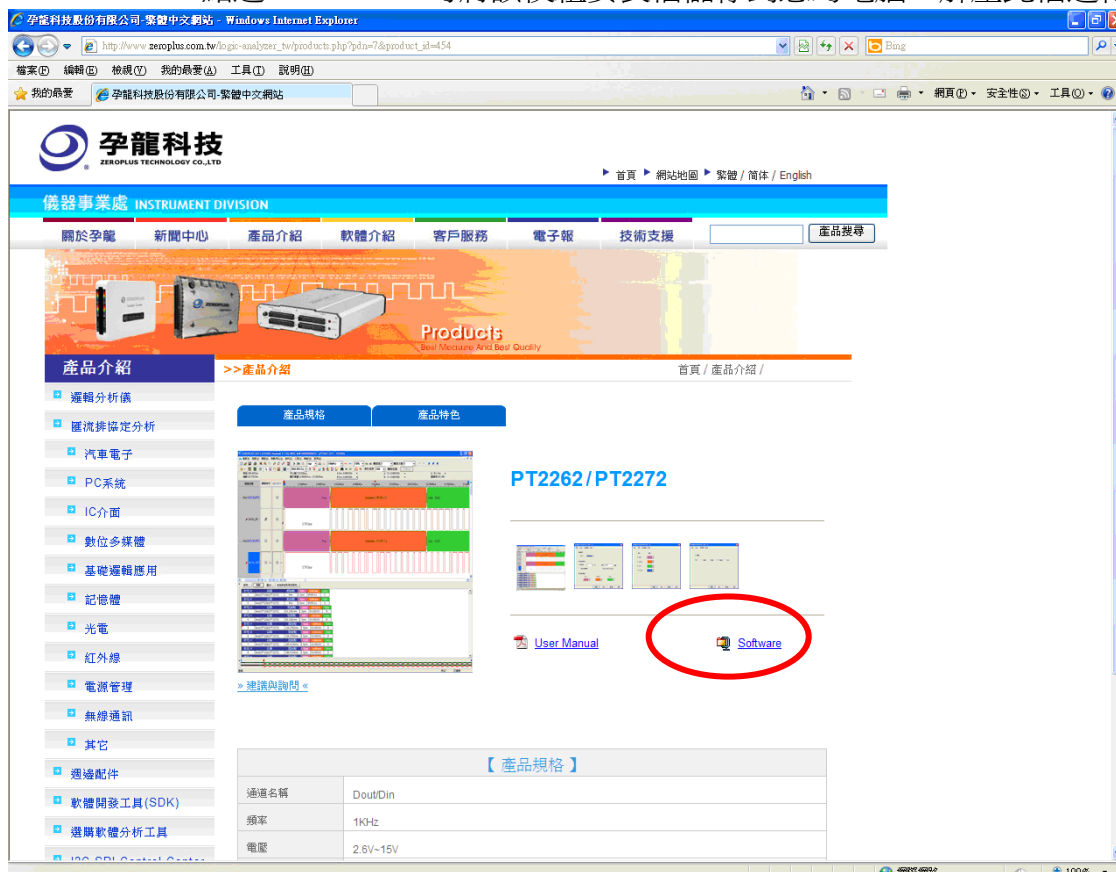 孕龍科技股份有限公司-繁體中文網站 - Windows Internet Explorer
http://www.zeroplus.com.tw/logic-analyzer_tw/products.php?pdn=7&product_id=454
Bing
檔案(F) 編輯(E) 檢視(V) 我的最愛(A) 工具(T) 說明(H)
我的最愛 孕龍科技股份有限公司-繁體中文網站
網頁(P) 安全性(S) 工具(O)
孕龍科技
ZEROPLUS TECHNOLOGY CO.,LTD
首頁 網站地圖 繁體 / 简体 / English
儀器事業處 INSTRUMENT DIVISION
關於孕龍 新聞中心 產品介紹 軟體介紹 客戶服務 電子報 技術支援 產品搜尋
Products
Best Measure And Best Quality
產品介紹
>>產品介紹
首頁 / 產品介紹 /
邏輯分析儀
匯流排協定分析
汽車電子
PC系統
IC介面
數位多媒體
基礎邏輯應用
記憶體
光電
紅外線
電源管理
無線通訊
其它
週邊配件
軟體開發工具(SDK)
選購軟體分析工具
產品規格 產品特色
PT2262/PT2272
User Manual
Software
» 建議與詢問 «
【 產品規格 】
通道名稱 Dout/Din
頻率 1KHz
電壓 2.6V~15V